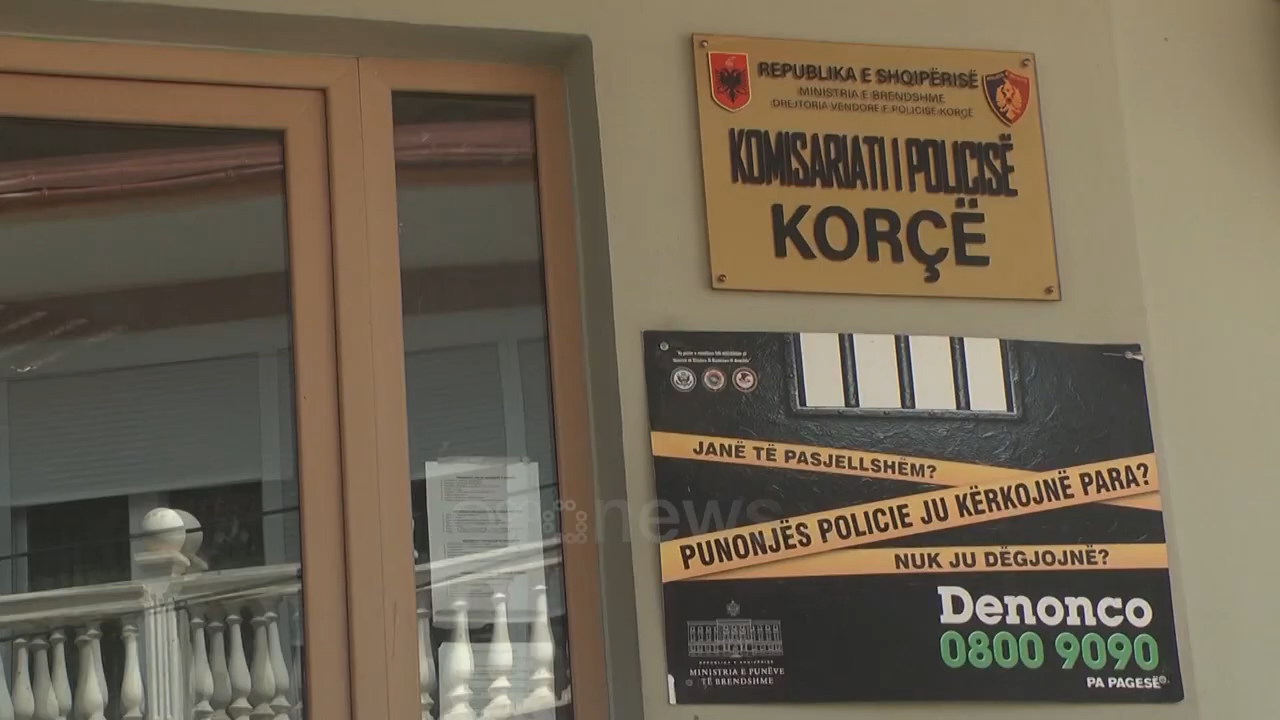 REPUBLIKA E SHQIPËRISË
MINISTRIA E BRENDSHME
DREJTORIA VENDORE E POLICISË KORÇË
KOMISARIATI I POLICISË
KORÇË
JANË TË PASJELLSHËM?
PUNONJËS POLICIE JU KËRKOJNË PARA?
NUK JU DËGJOJNË?
Denonco
0800 9090
PA PAGESË
REPUBLIKA E SHQIPËRISË
MINISTRIA E PUNËVE
TË BRENDSHME
news